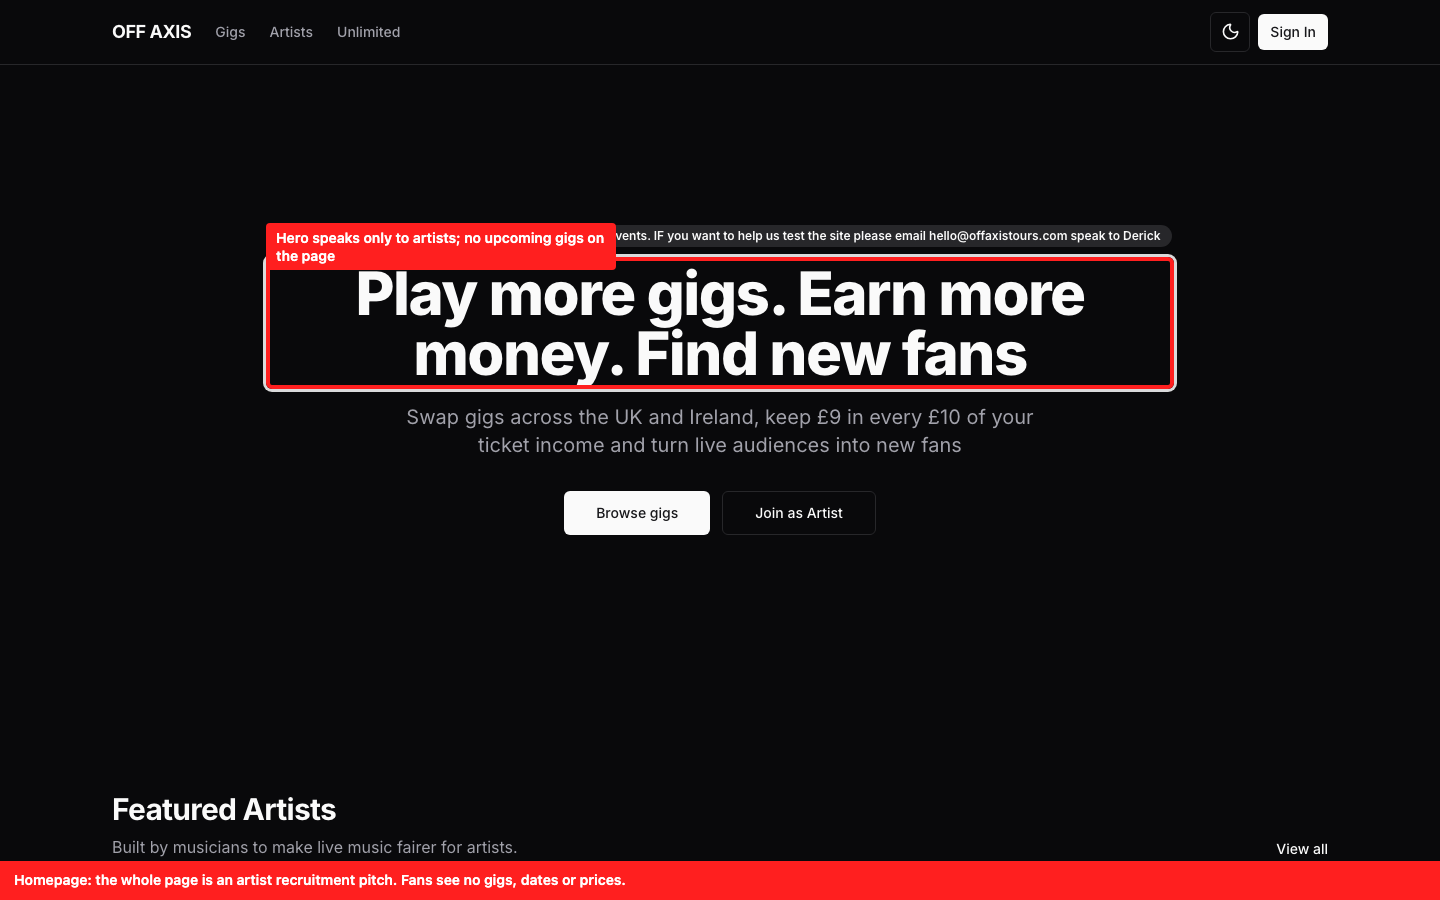 OFF AXIS
Gigs
Artists
Unlimited
Sign In
Hero speaks only to artists; no upcoming gigs on
the page
IF you want to help us test the site please email hello@offaxistours.com speak to Derick
Play more gigs. Earn more
money. Find new fans
Swap gigs across the UK and Ireland, keep £9 in every £10 of your
ticket income and turn live audiences into new fans
Browse gigs
Join as Artist
Featured Artists
Built by musicians to make live music fairer for artists.
View all
Homepage: the whole page is an artist recruitment pitch. Fans see no gigs, dates or prices.